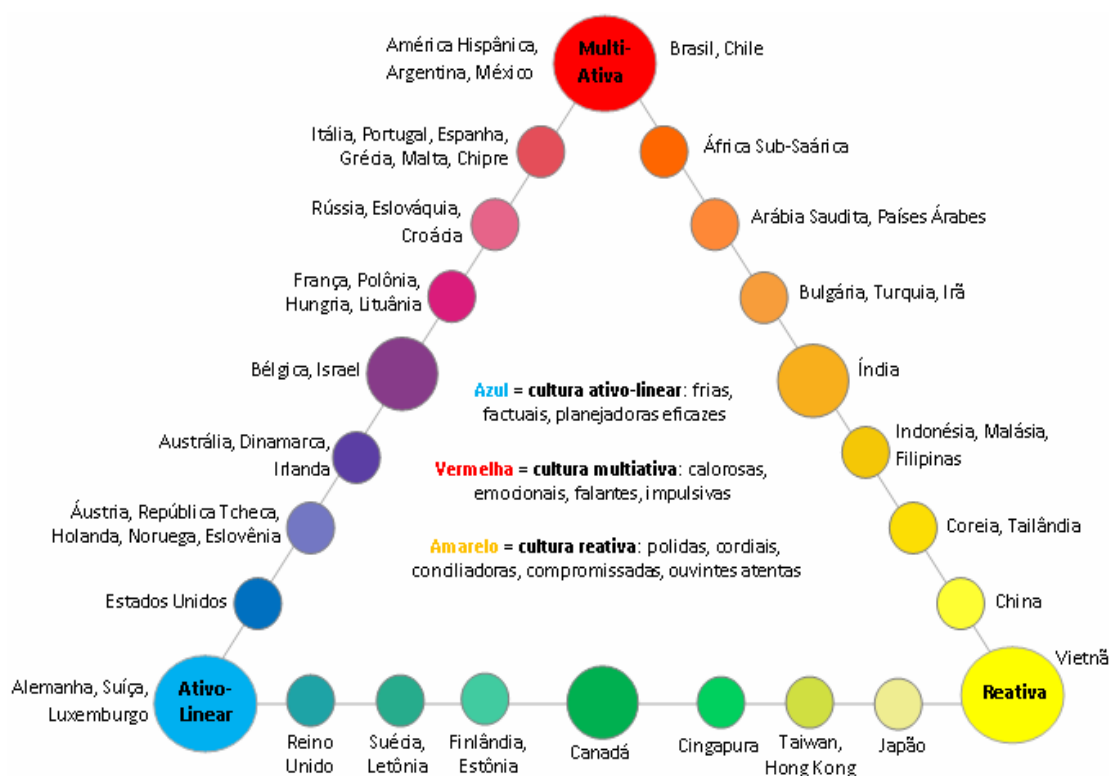 América Hispânica,
Argentina, México
Multi-
Ativa
Brasil, Chile
Itália, Portugal, Espanha,
Grécia, Malta, Chipre
África Sub-Saárica
Rússia, Eslováquia,
Croácia
Arábia Saudita, Países Árabes
França, Polônia,
Hungria, Lituânia
Bulgária, Turquia, Irã
Bélgica, Israel
Índia
Azul = cultura ativo-linear: frias,
factuais, planejadoras eficazes
Austrália, Dinamarca,
Irlanda
Indonésia, Malásia,
Filipinas
Vermelha = cultura multiativa: calorosas,
emocionais, falantes, impulsivas
Áustria, República Tcheca,
Holanda, Noruega, Eslovênia
Coreia, Tailândia
Amarelo = cultura reativa: polidas, cordiais,
conciliadoras, compromissadas, ouvintes atentas
Estados Unidos
China
Alemanha, Suíça,
Luxemburgo
Ativo-
Linear
Reino
Unido
Suécia,
Letônia
Finlândia,
Estônia
Canadá
Cingapura
Taiwan,
Hong Kong
Japão
Reativa
Vietnã